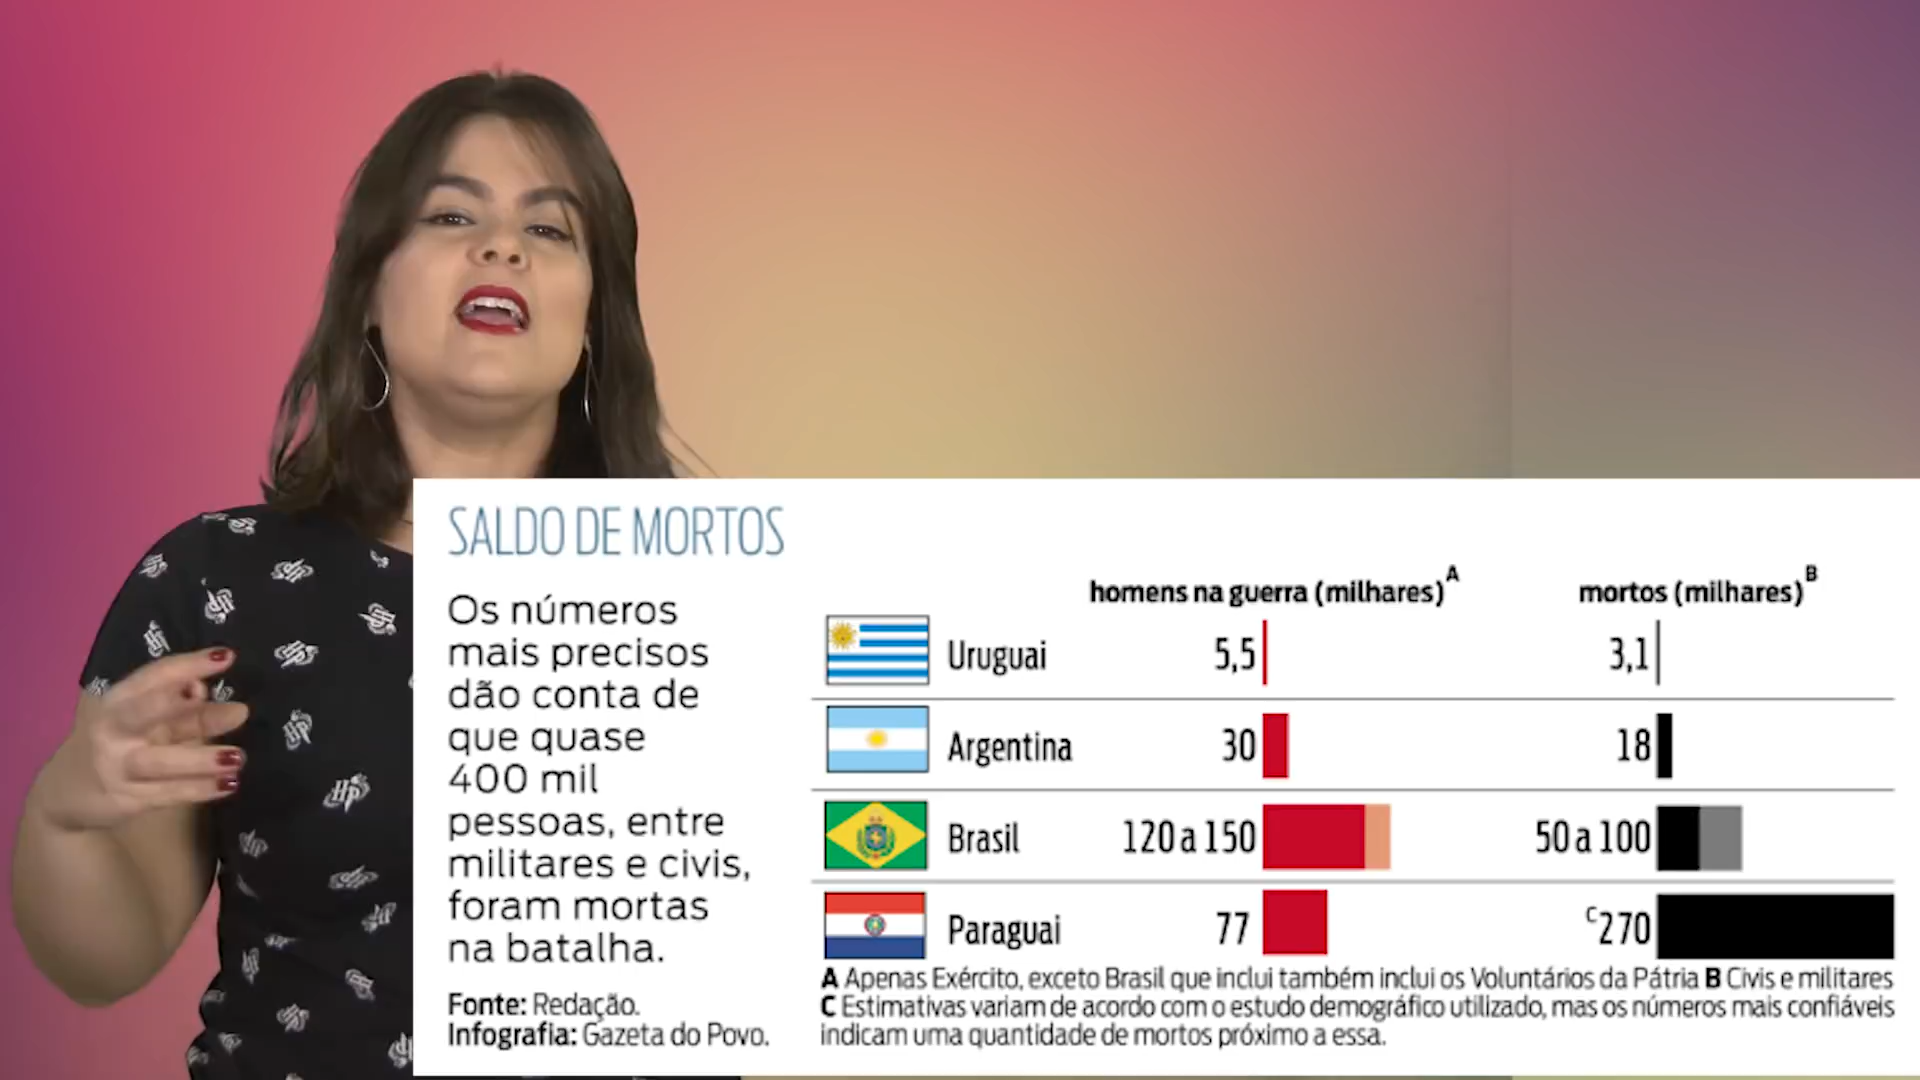 SALDO DE MORTOS
Os números
mais precisos
dão conta de
que quase
400 mil
pessoas, entre
militares e civis,
foram mortas
na batalha.
Fonte: Redação.
Infografia: Gazeta do Povo.
homens na guerra (milhares) A mortos (milhares) B
Uruguai 5,5 3,1
Argentina 30 18
Brasil 120 a 150 50 a 100
Paraguai 77 C 270
A Apenas Exército, exceto Brasil que inclui também inclui os Voluntários da Pátria B Civis e militares
C Estimativas variam de acordo com o estudo demográfico utilizado, mas os números mais confiáveis
indicam uma quantidade de mortos próximo a essa.